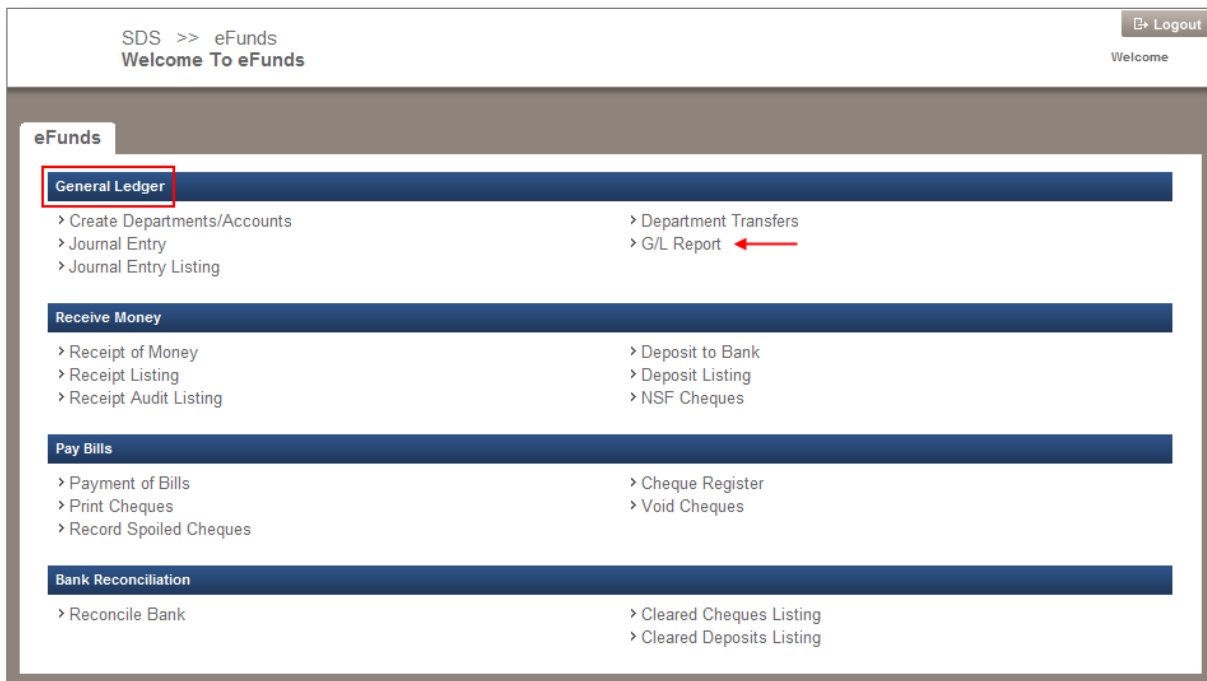 SDS >> eFunds
Welcome To eFunds
Logout
Welcome
eFunds
General Ledger
> Create Departments/Accounts
> Journal Entry
> Journal Entry Listing
> Department Transfers
> G/L Report
Receive Money
> Receipt of Money
> Receipt Listing
> Receipt Audit Listing
> Deposit to Bank
> Deposit Listing
> NSF Cheques
Pay Bills
> Payment of Bills
> Print Cheques
> Record Spoiled Cheques
> Cheque Register
> Void Cheques
Bank Reconciliation
> Reconcile Bank
> Cleared Cheques Listing
> Cleared Deposits Listing